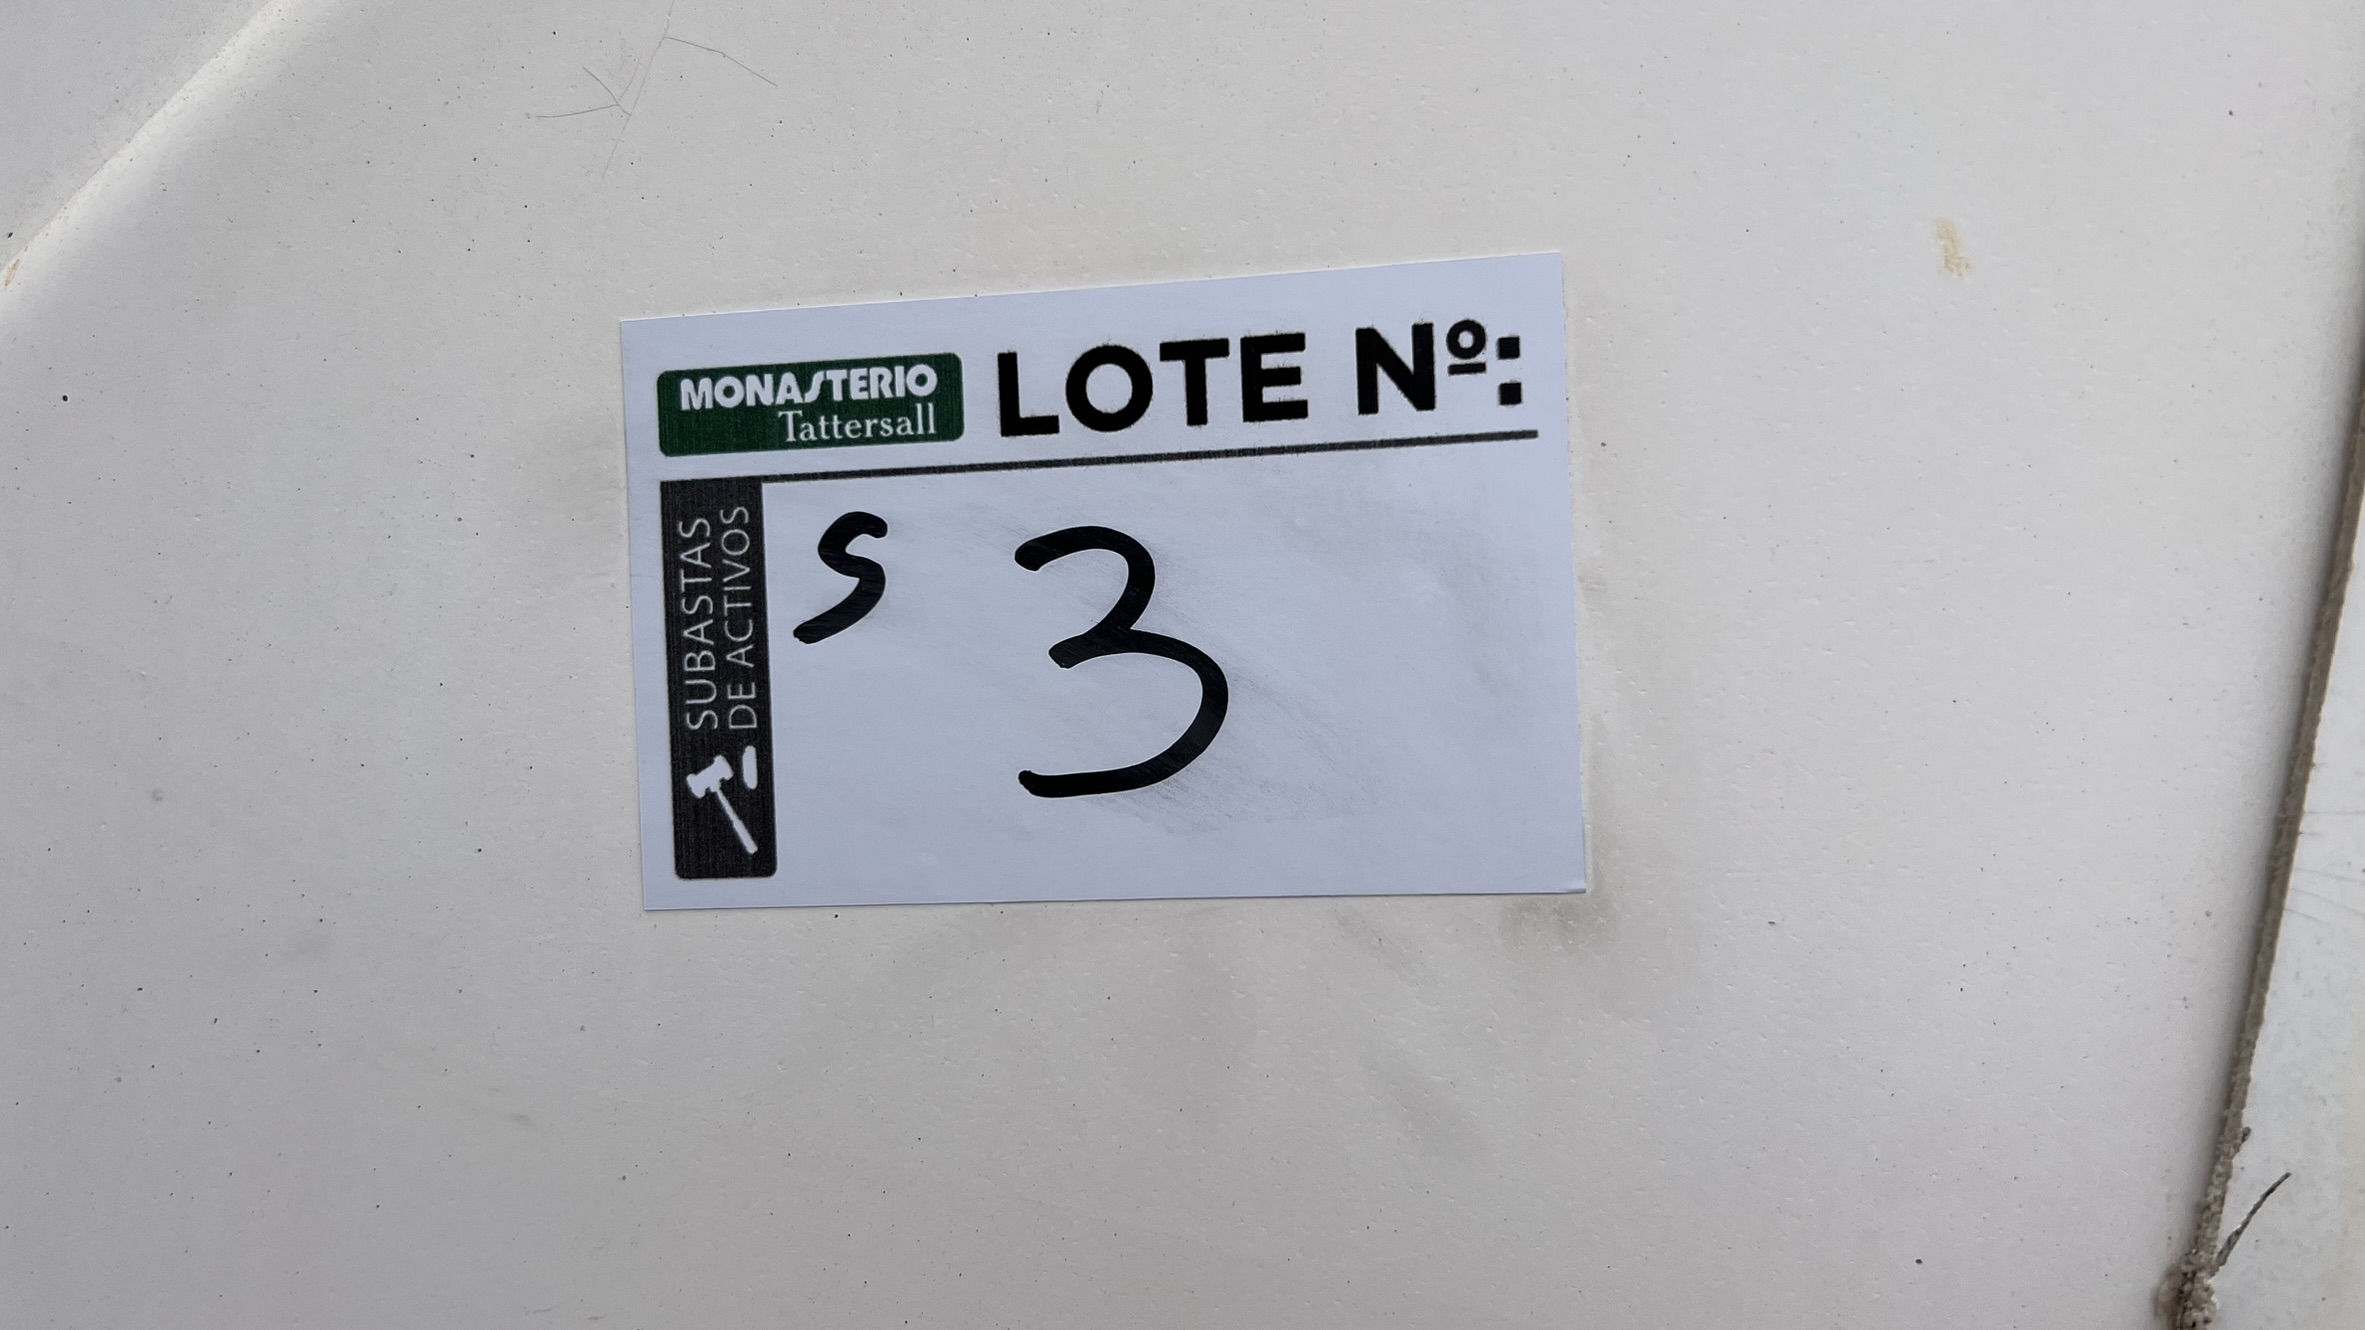 MONASTERIO
Tattersall
LOTE Nº:
SUBASTAS
DE ACTIVOS
S 3